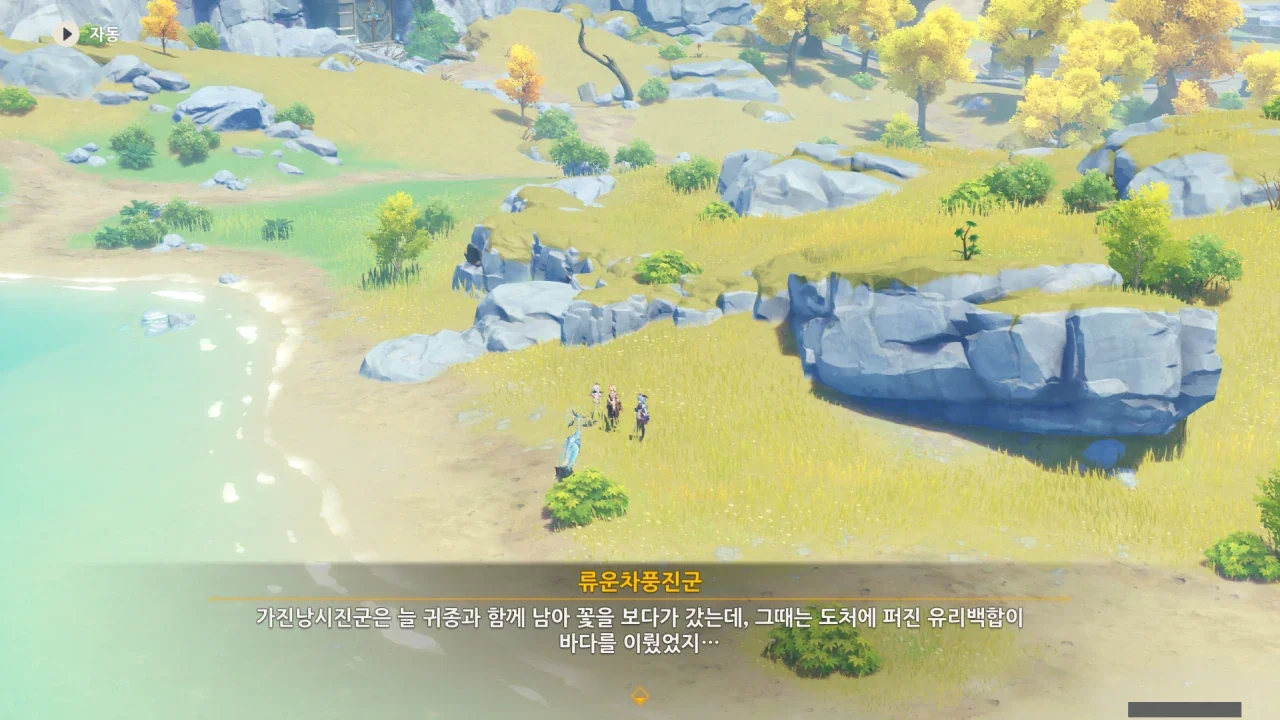 자동
류운차풍진군
가진낭시진군은 늘 귀종과 함께 남아 꽃을 보다가 갔는데, 그때는 도처에 퍼진 유리백합이
바다를 이뤘었지…